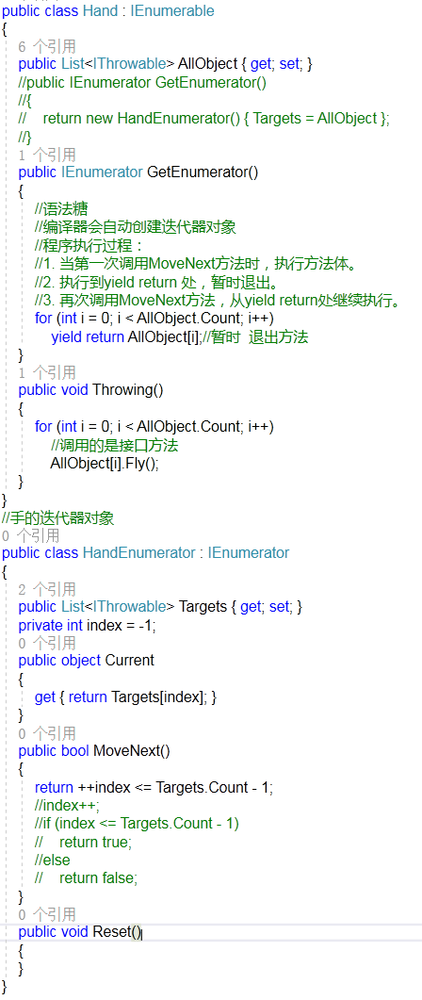 public class Hand : IEnumerable
{
6 个引用
public List<IThrowable> AllObject { get; set; }
//public IEnumerator GetEnumerator()
//{
//    return new HandEnumerator() { Targets = AllObject };
//}
1 个引用
public IEnumerator GetEnumerator()
{
//语法糖
//编译器会自动创建迭代器对象
//程序执行过程：
//1. 当第一次调用MoveNext方法时，执行方法体。
//2. 执行到yield return 处，暂时退出。
//3. 再次调用MoveNext方法，从yield return处继续执行。
for (int i = 0; i < AllObject.Count; i++)
yield return AllObject[i];//暂时  退出方法
}
1 个引用
public void Throwing()
{
for (int i = 0; i < AllObject.Count; i++)
//调用的是接口方法
AllObject[i].Fly();
}
}
//手的迭代器对象
0 个引用
public class HandEnumerator : IEnumerator
{
2 个引用
public List<IThrowable> Targets { get; set; }
private int index = -1;
0 个引用
public object Current
{
get { return Targets[index]; }
}
0 个引用
public bool MoveNext()
{
return ++index <= Targets.Count - 1;
//index++;
//if (index <= Targets.Count - 1)
//    return true;
//else
//    return false;
}
0 个引用
public void Reset()
{
}
}